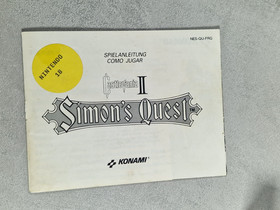 NES-QU-FRG
SPIELANLEITUNG
COMO JUGAR
NINTENDO
18
Castlevania II
Simon's Quest
KONAMI